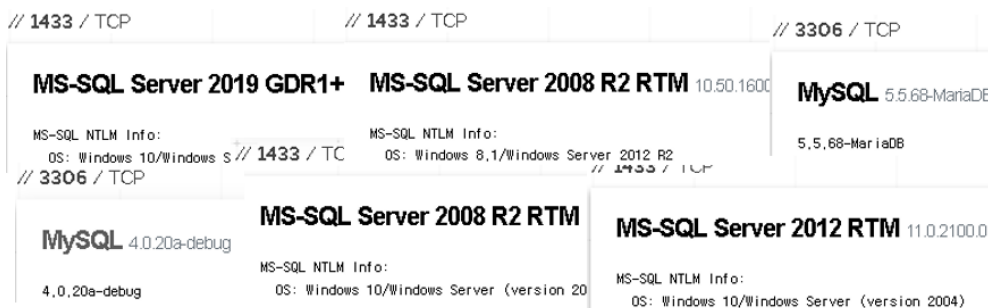 // 1433 / TCP
MS-SQL Server 2019 GDR1+
MS-SQL NTLM Info:
OS: Windows 10/Windows S
// 1433 / TCP
MS-SQL Server 2008 R2 RTM 10.50.1600
MS-SQL NTLM Info:
OS: Windows 8.1/Windows Server 2012 R2
// 3306 / TCP
MySQL 5.5.68-MariaDB
5.5.68-MariaDB
// 3306 / TCP
MySQL 4.0.20a-debug
4.0.20a-debug
// 1433 / TC
MS-SQL Server 2008 R2 RTM
MS-SQL NTLM Info:
OS: Windows 10/Windows Server (version 20
// 1433 / TCP
MS-SQL Server 2012 RTM 11.0.2100.0
MS-SQL NTLM Info:
OS: Windows 10/Windows Server (version 2004)